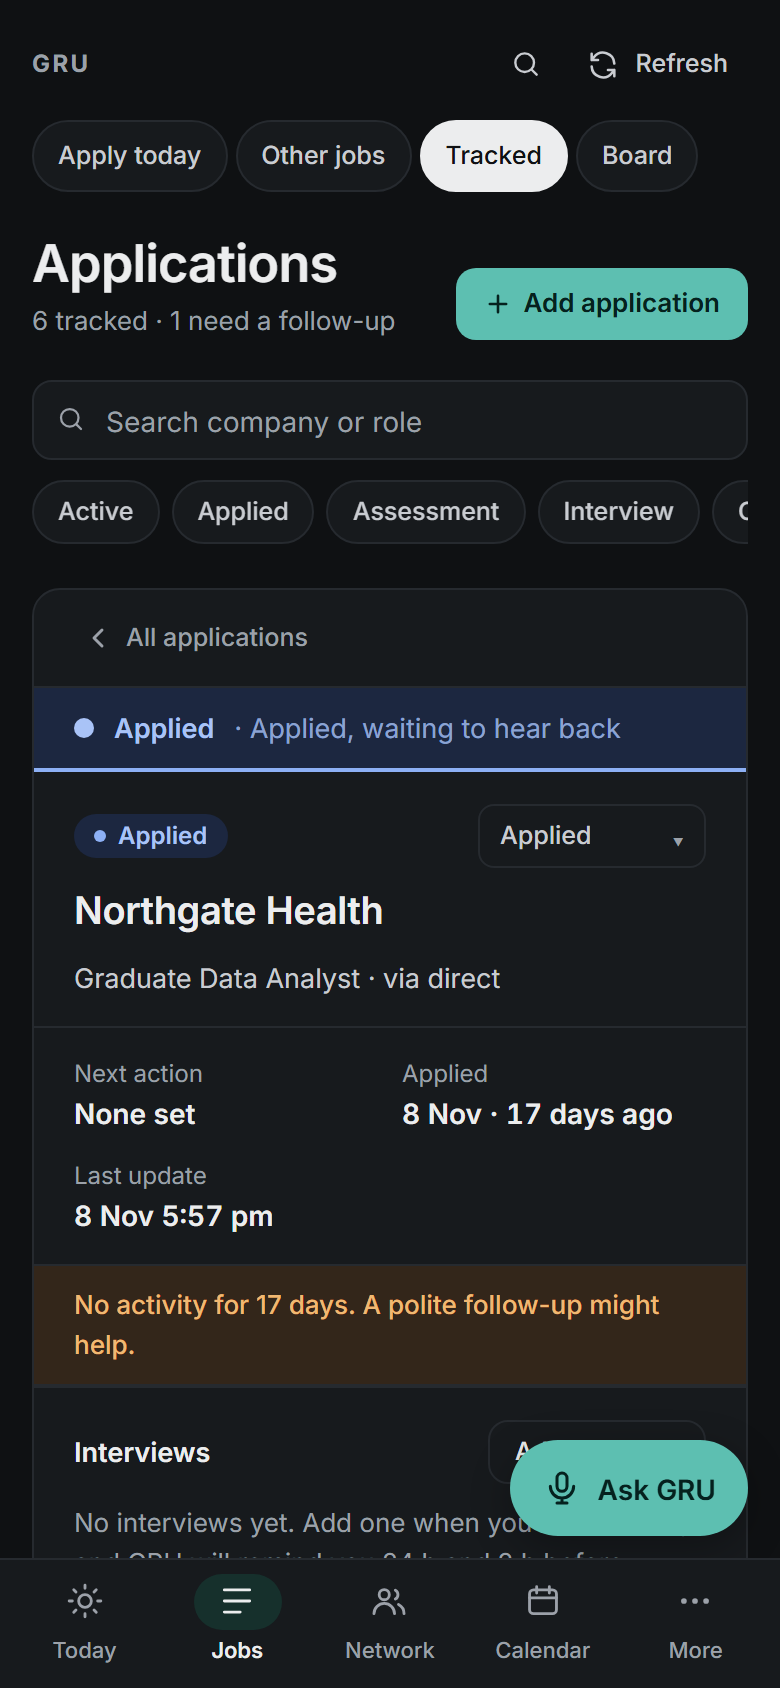 GRU
Refresh
Apply today
Other jobs
Tracked
Board
Applications
6 tracked · 1 need a follow-up
+ Add application
Search company or role
Active
Applied
Assessment
Interview
All applications
Applied · Applied, waiting to hear back
Applied
Applied
Northgate Health
Graduate Data Analyst · via direct
Next action
None set
Applied
8 Nov · 17 days ago
Last update
8 Nov 5:57 pm
No activity for 17 days. A polite follow-up might
help.
Interviews
Ask GRU
No interviews yet. Add one when you
Today
Jobs
Network
Calendar
More